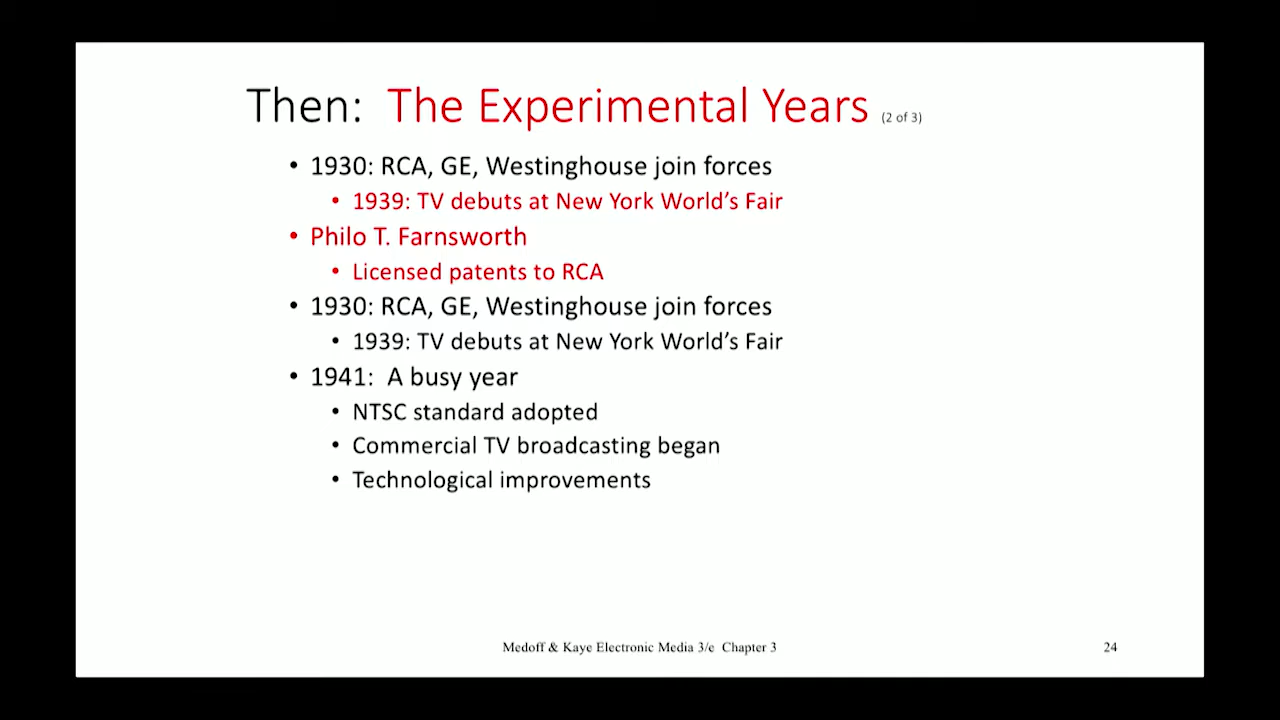 Then: The Experimental Years (2 of 3)
• 1930: RCA, GE, Westinghouse join forces
• 1939: TV debuts at New York World’s Fair
• Philo T. Farnsworth
• Licensed patents to RCA
• 1930: RCA, GE, Westinghouse join forces
• 1939: TV debuts at New York World’s Fair
• 1941: A busy year
• NTSC standard adopted
• Commercial TV broadcasting began
• Technological improvements
Medoff & Kaye Electronic Media 3/e Chapter 3
24